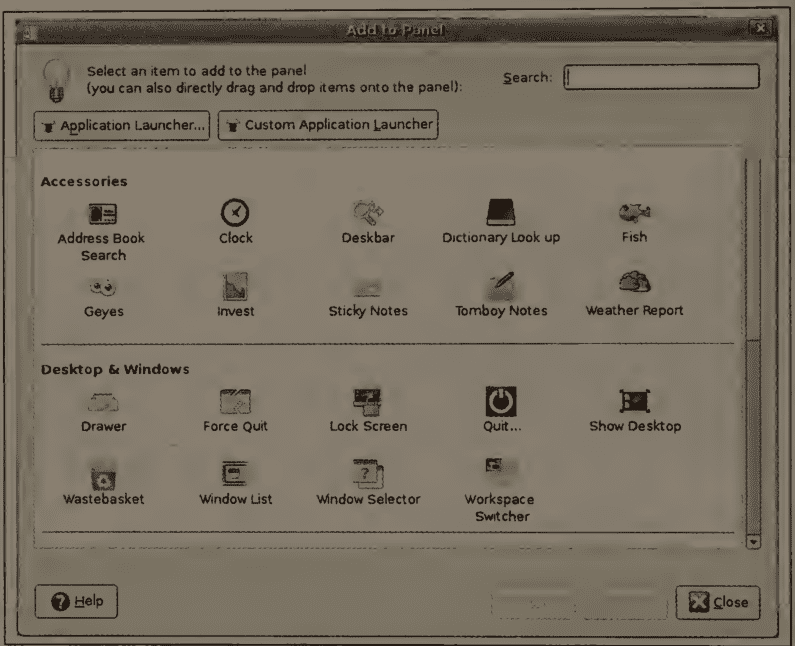 Add to Panel
Select an item to add to the panel
(you can also directly drag and drop items onto the panel):
Search:
Application Launcher...
Custom Application Launcher
Accessories
Address Book Search
Clock
Deskbar
Dictionary Look up
Fish
Geyes
Invest
Sticky Notes
Tomboy Notes
Weather Report
Desktop & Windows
Drawer
Force Quit
Lock Screen
Quit...
Show Desktop
Wastebasket
Window List
Window Selector
Workspace Switcher
Help
Close